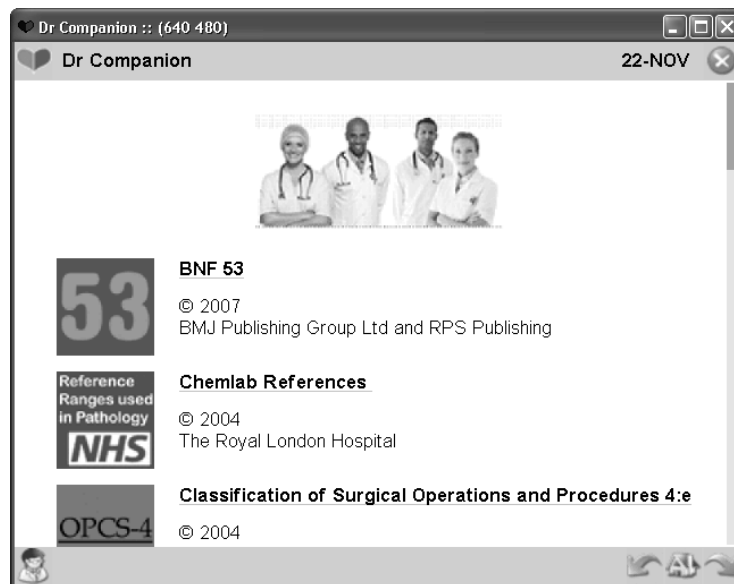 Dr Companion :: (640 480)
Dr Companion 22-NOV
53
BNF 53
© 2007
BMJ Publishing Group Ltd and RPS Publishing
Reference
Ranges used
in Pathology
NHS
Chemlab References
© 2004
The Royal London Hospital
OPCS-4
Classification of Surgical Operations and Procedures 4:e
© 2004